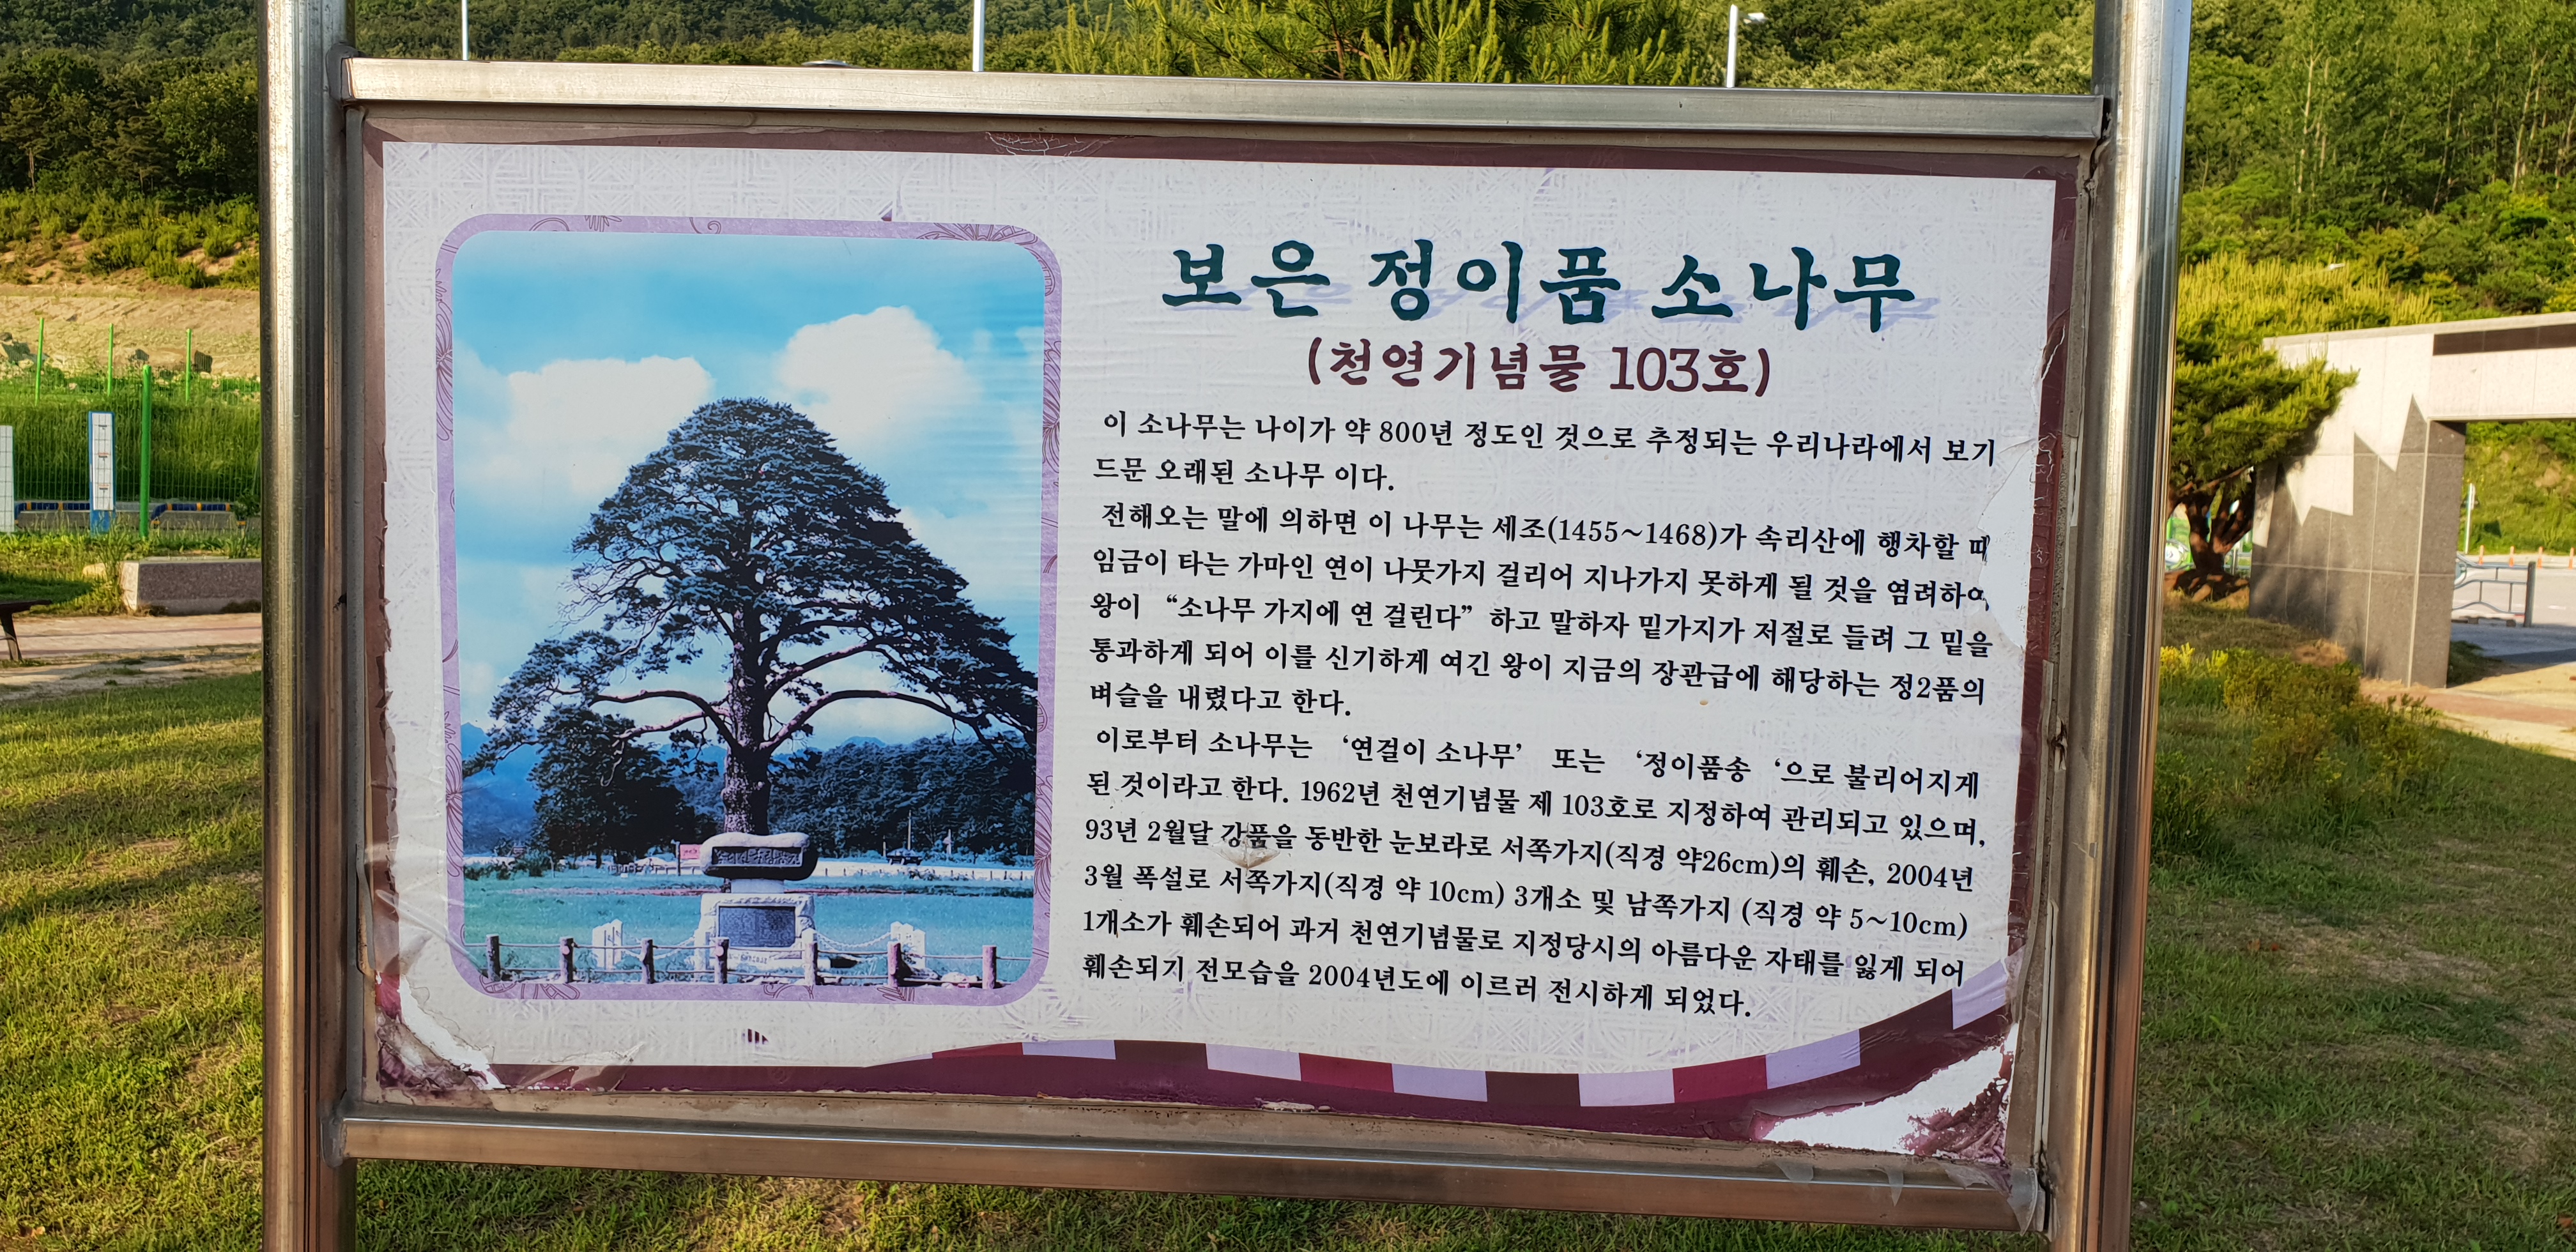 보은 정이품 소나무
(천연기념물 103호)
이 소나무는 나이가 약 800년 정도인 것으로 추정되는 우리나라에서 보기
드문 오래된 소나무 이다.
전해오는 말에 의하면 이 나무는 세조(1455~1468)가 속리산에 행차할 때
임금이 타는 가마인 연이 나뭇가지 걸리어 지나가지 못하게 될 것을 염려하여
왕이 “소나무 가지에 연 걸린다” 하고 말하자 밑가지가 저절로 들려 그 밑을
통과하게 되어 이를 신기하게 여긴 왕이 지금의 장관급에 해당하는 정2품의
벼슬을 내렸다고 한다.
이로부터 소나무는 ‘연걸이 소나무’ 또는 ‘정이품송 ‘으로 불리어지게
된 것이라고 한다. 1962년 천연기념물 제 103호로 지정하여 관리되고 있으며,
93년 2월달 강품을 동반한 눈보라로 서쪽가지(직경 약26cm)의 훼손, 2004년
3월 폭설로 서쪽가지(직경 약 10cm) 3개소 및 남쪽가지 (직경 약 5~10cm)
1개소가 훼손되어 과거 천연기념물로 지정당시의 아름다운 자태를 잃게 되어
훼손되기 전모습을 2004년도에 이르러 전시하게 되었다.